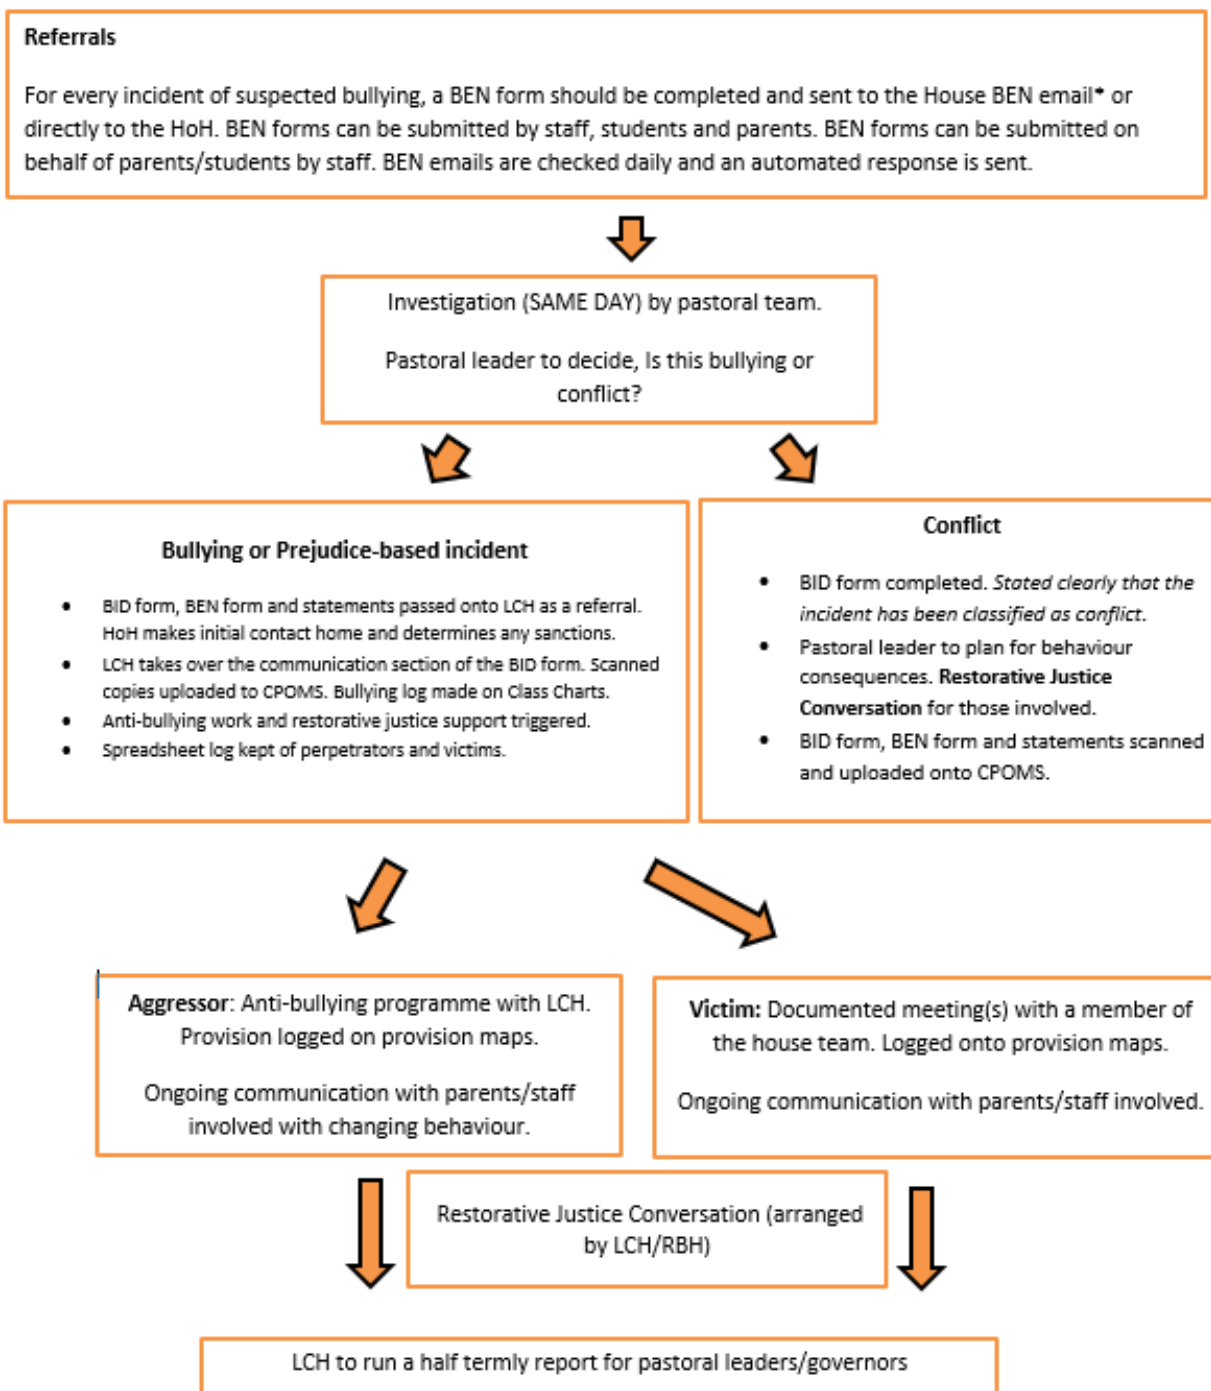 Referrals
For every incident of suspected bullying, a BEN form should be completed and sent to the House BEN email* or
directly to the HoH. BEN forms can be submitted by staff, students and parents. BEN forms can be submitted on
behalf of parents/students by staff. BEN emails are checked daily and an automated response is sent.
Investigation (SAME DAY) by pastoral team.
Pastoral leader to decide, Is this bullying or
conflict?
Bullying or Prejudice-based incident
• BID form, BEN form and statements passed onto LCH as a referral.
HoH makes initial contact home and determines any sanctions.
• LCH takes over the communication section of the BID form. Scanned
copies uploaded to CPOMS. Bullying log made on Class Charts.
• Anti-bullying work and restorative justice support triggered.
• Spreadsheet log kept of perpetrators and victims.
Conflict
• BID form completed. Stated clearly that the
incident has been classified as conflict.
• Pastoral leader to plan for behaviour
consequences. Restorative Justice
Conversation for those involved.
• BID form, BEN form and statements scanned
and uploaded onto CPOMS.
Aggressor: Anti-bullying programme with LCH.
Provision logged on provision maps.
Ongoing communication with parents/staff
involved with changing behaviour.
Victim: Documented meeting(s) with a member of
the house team. Logged onto provision maps.
Ongoing communication with parents/staff involved.
Restorative Justice Conversation (arranged
by LCH/RBH)
LCH to run a half termly report for pastoral leaders/governors